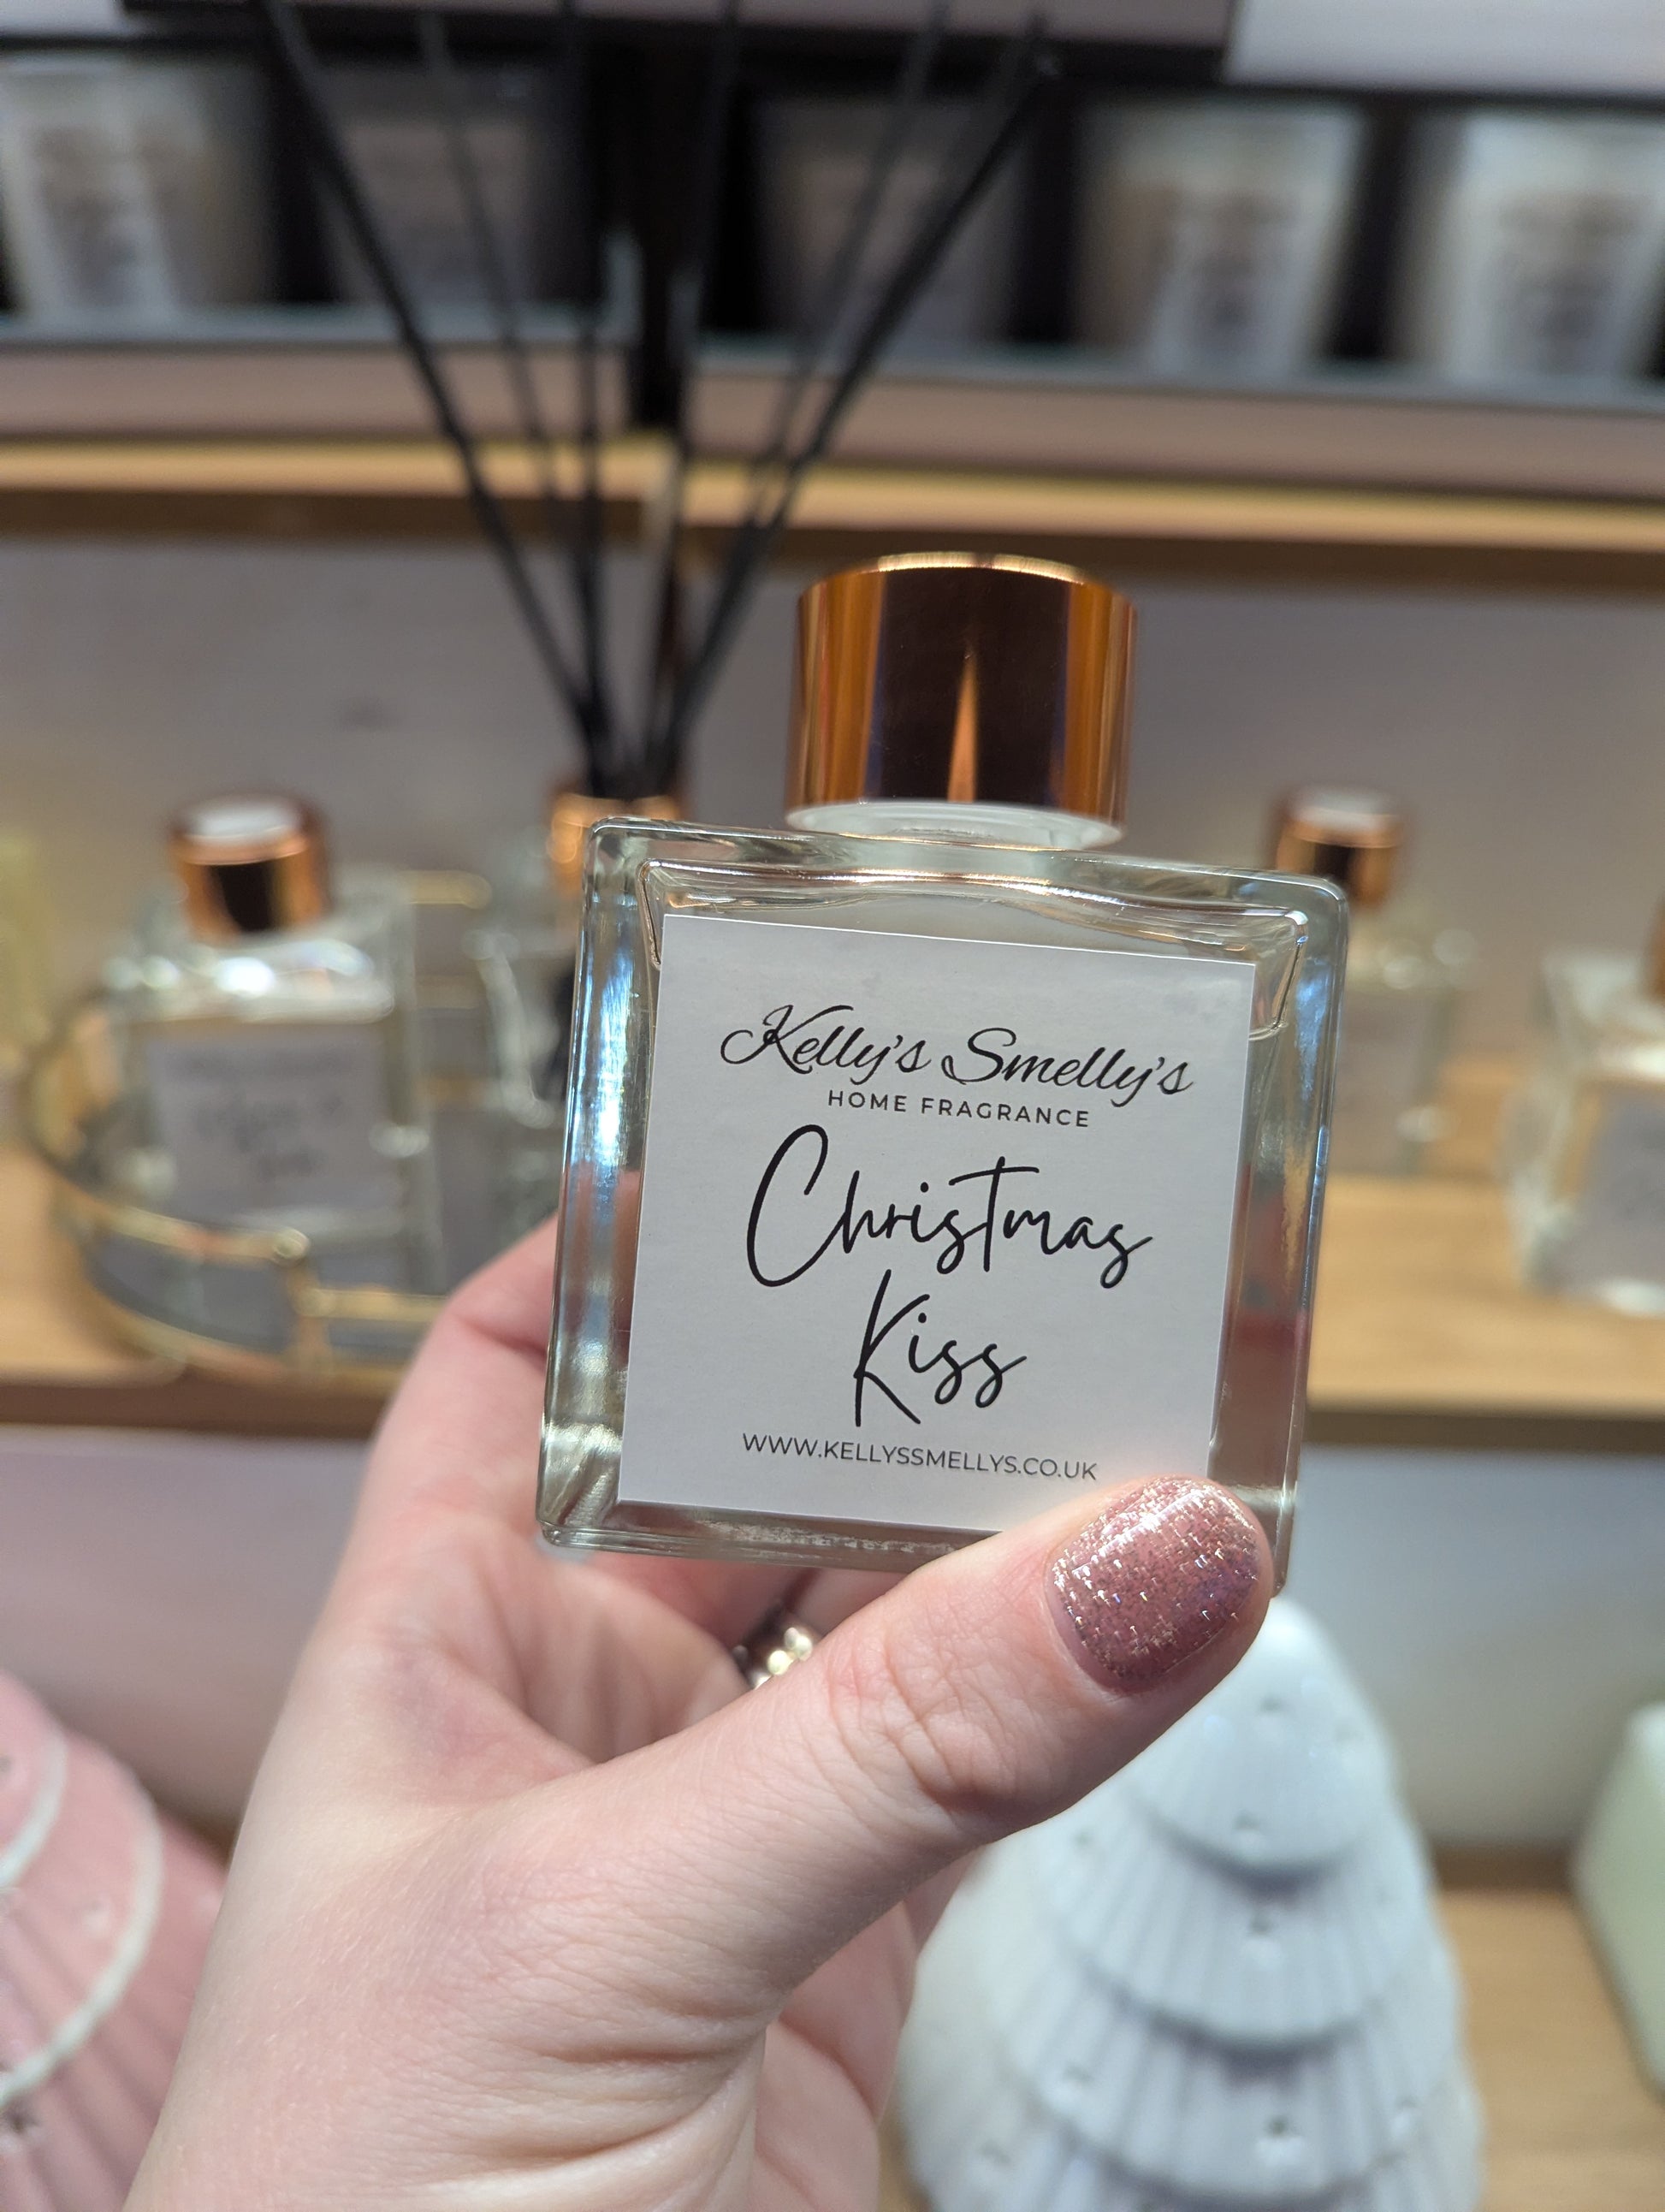 Kelly's Smelly's
HOME FRAGRANCE
Christmas
Kiss
WWW.KELLYSSMELLYS.CO.UK